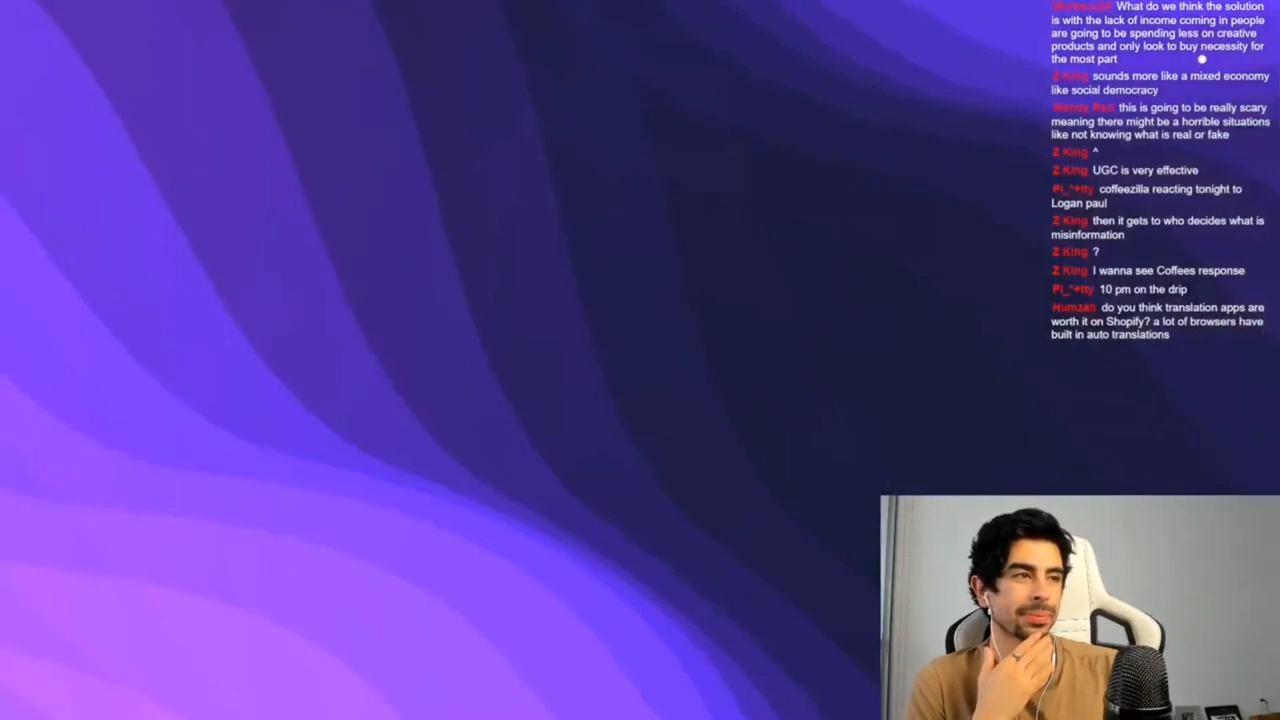 What do we think the solution
is with the lack of income coming in people
are going to be spending less on creative
products and only look to buy necessity for
the most part
Z King sounds more like a mixed economy
like social democracy
Wendy Red this is going to be really scary
meaning there might be a horrible situations
like not knowing what is real or fake
Z King ^
Z King UGC is very effective
coffeezilla reacting tonight to
Logan paul
Z King then it gets to who decides what is
misinformation
Z King ?
Z King I wanna see Coffees response
10 pm on the drip
Humzah do you think translation apps are
worth it on Shopify? a lot of browsers have
built in auto translations